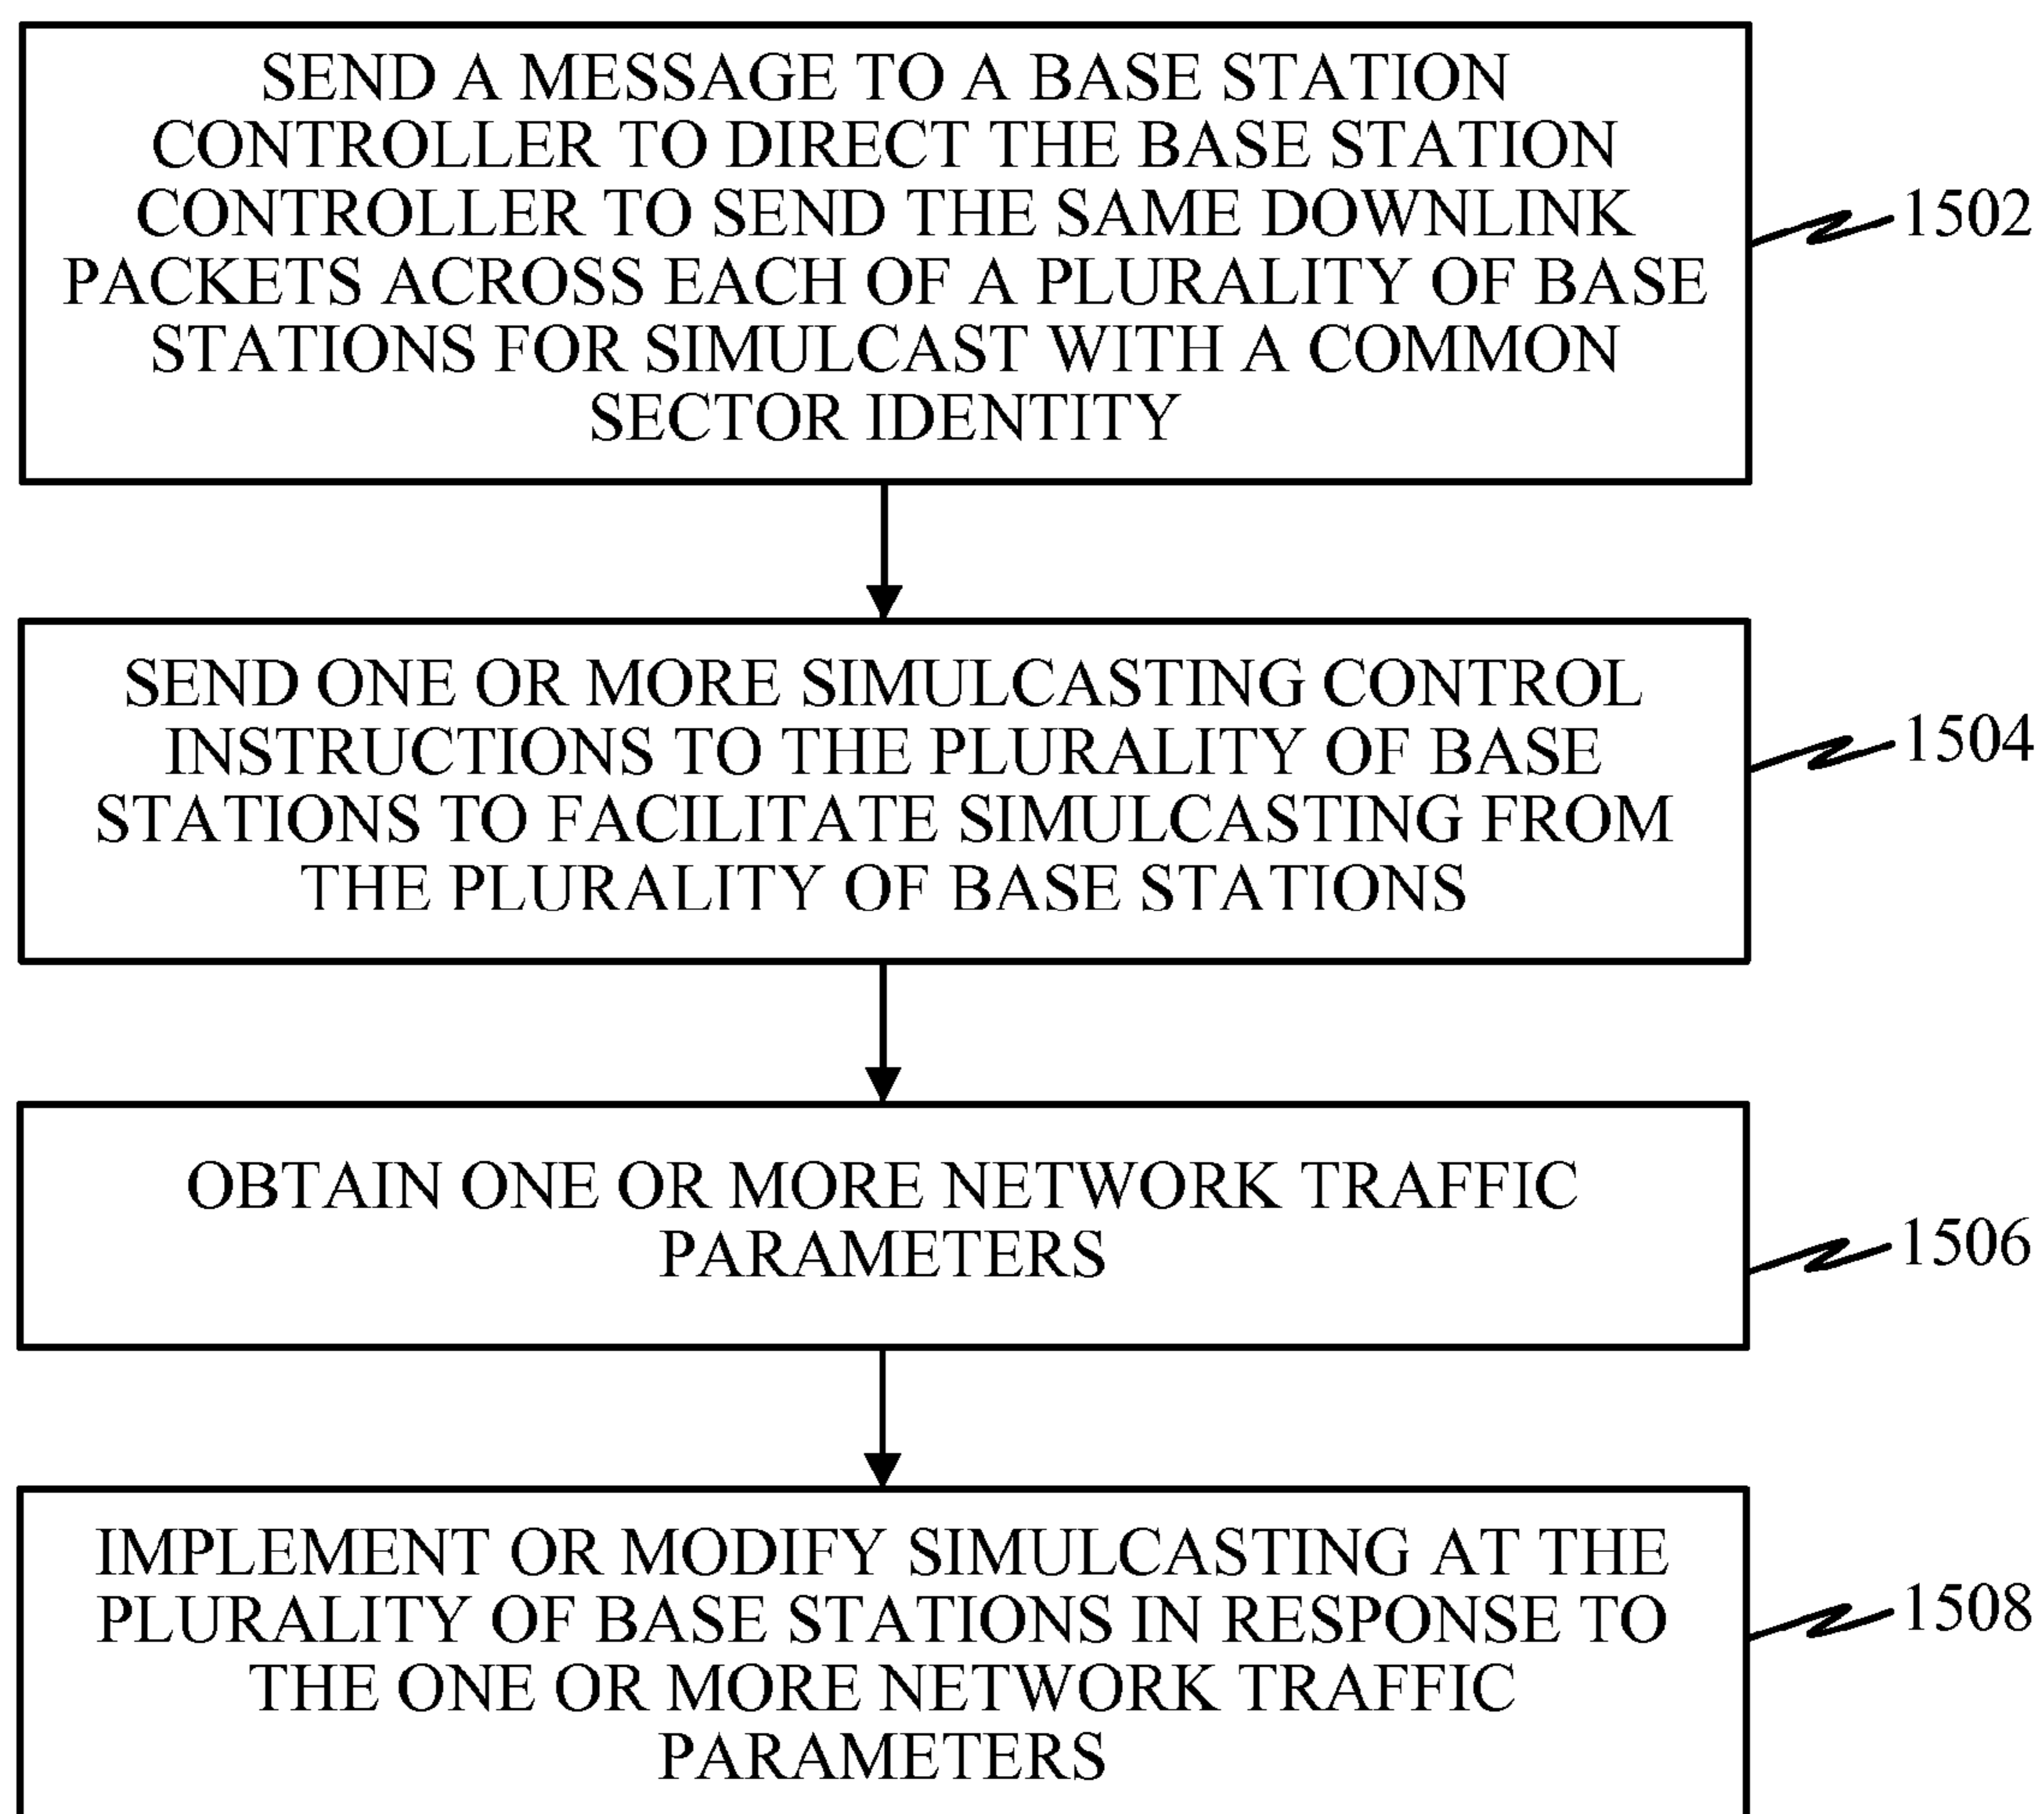 SEND A MESSAGE TO A BASE STATION
CONTROLLER TO DIRECT THE BASE STATION
CONTROLLER TO SEND THE SAME DOWNLINK
PACKETS ACROSS EACH OF A PLURALITY OF BASE
STATIONS FOR SIMULCAST WITH A COMMON
SECTOR IDENTITY
1502
SEND ONE OR MORE SIMULCASTING CONTROL
INSTRUCTIONS TO THE PLURALITY OF BASE
STATIONS TO FACILITATE SIMULCASTING FROM
THE PLURALITY OF BASE STATIONS
1504
OBTAIN ONE OR MORE NETWORK TRAFFIC
PARAMETERS
1506
IMPLEMENT OR MODIFY SIMULCASTING AT THE
PLURALITY OF BASE STATIONS IN RESPONSE TO
THE ONE OR MORE NETWORK TRAFFIC
PARAMETERS
1508